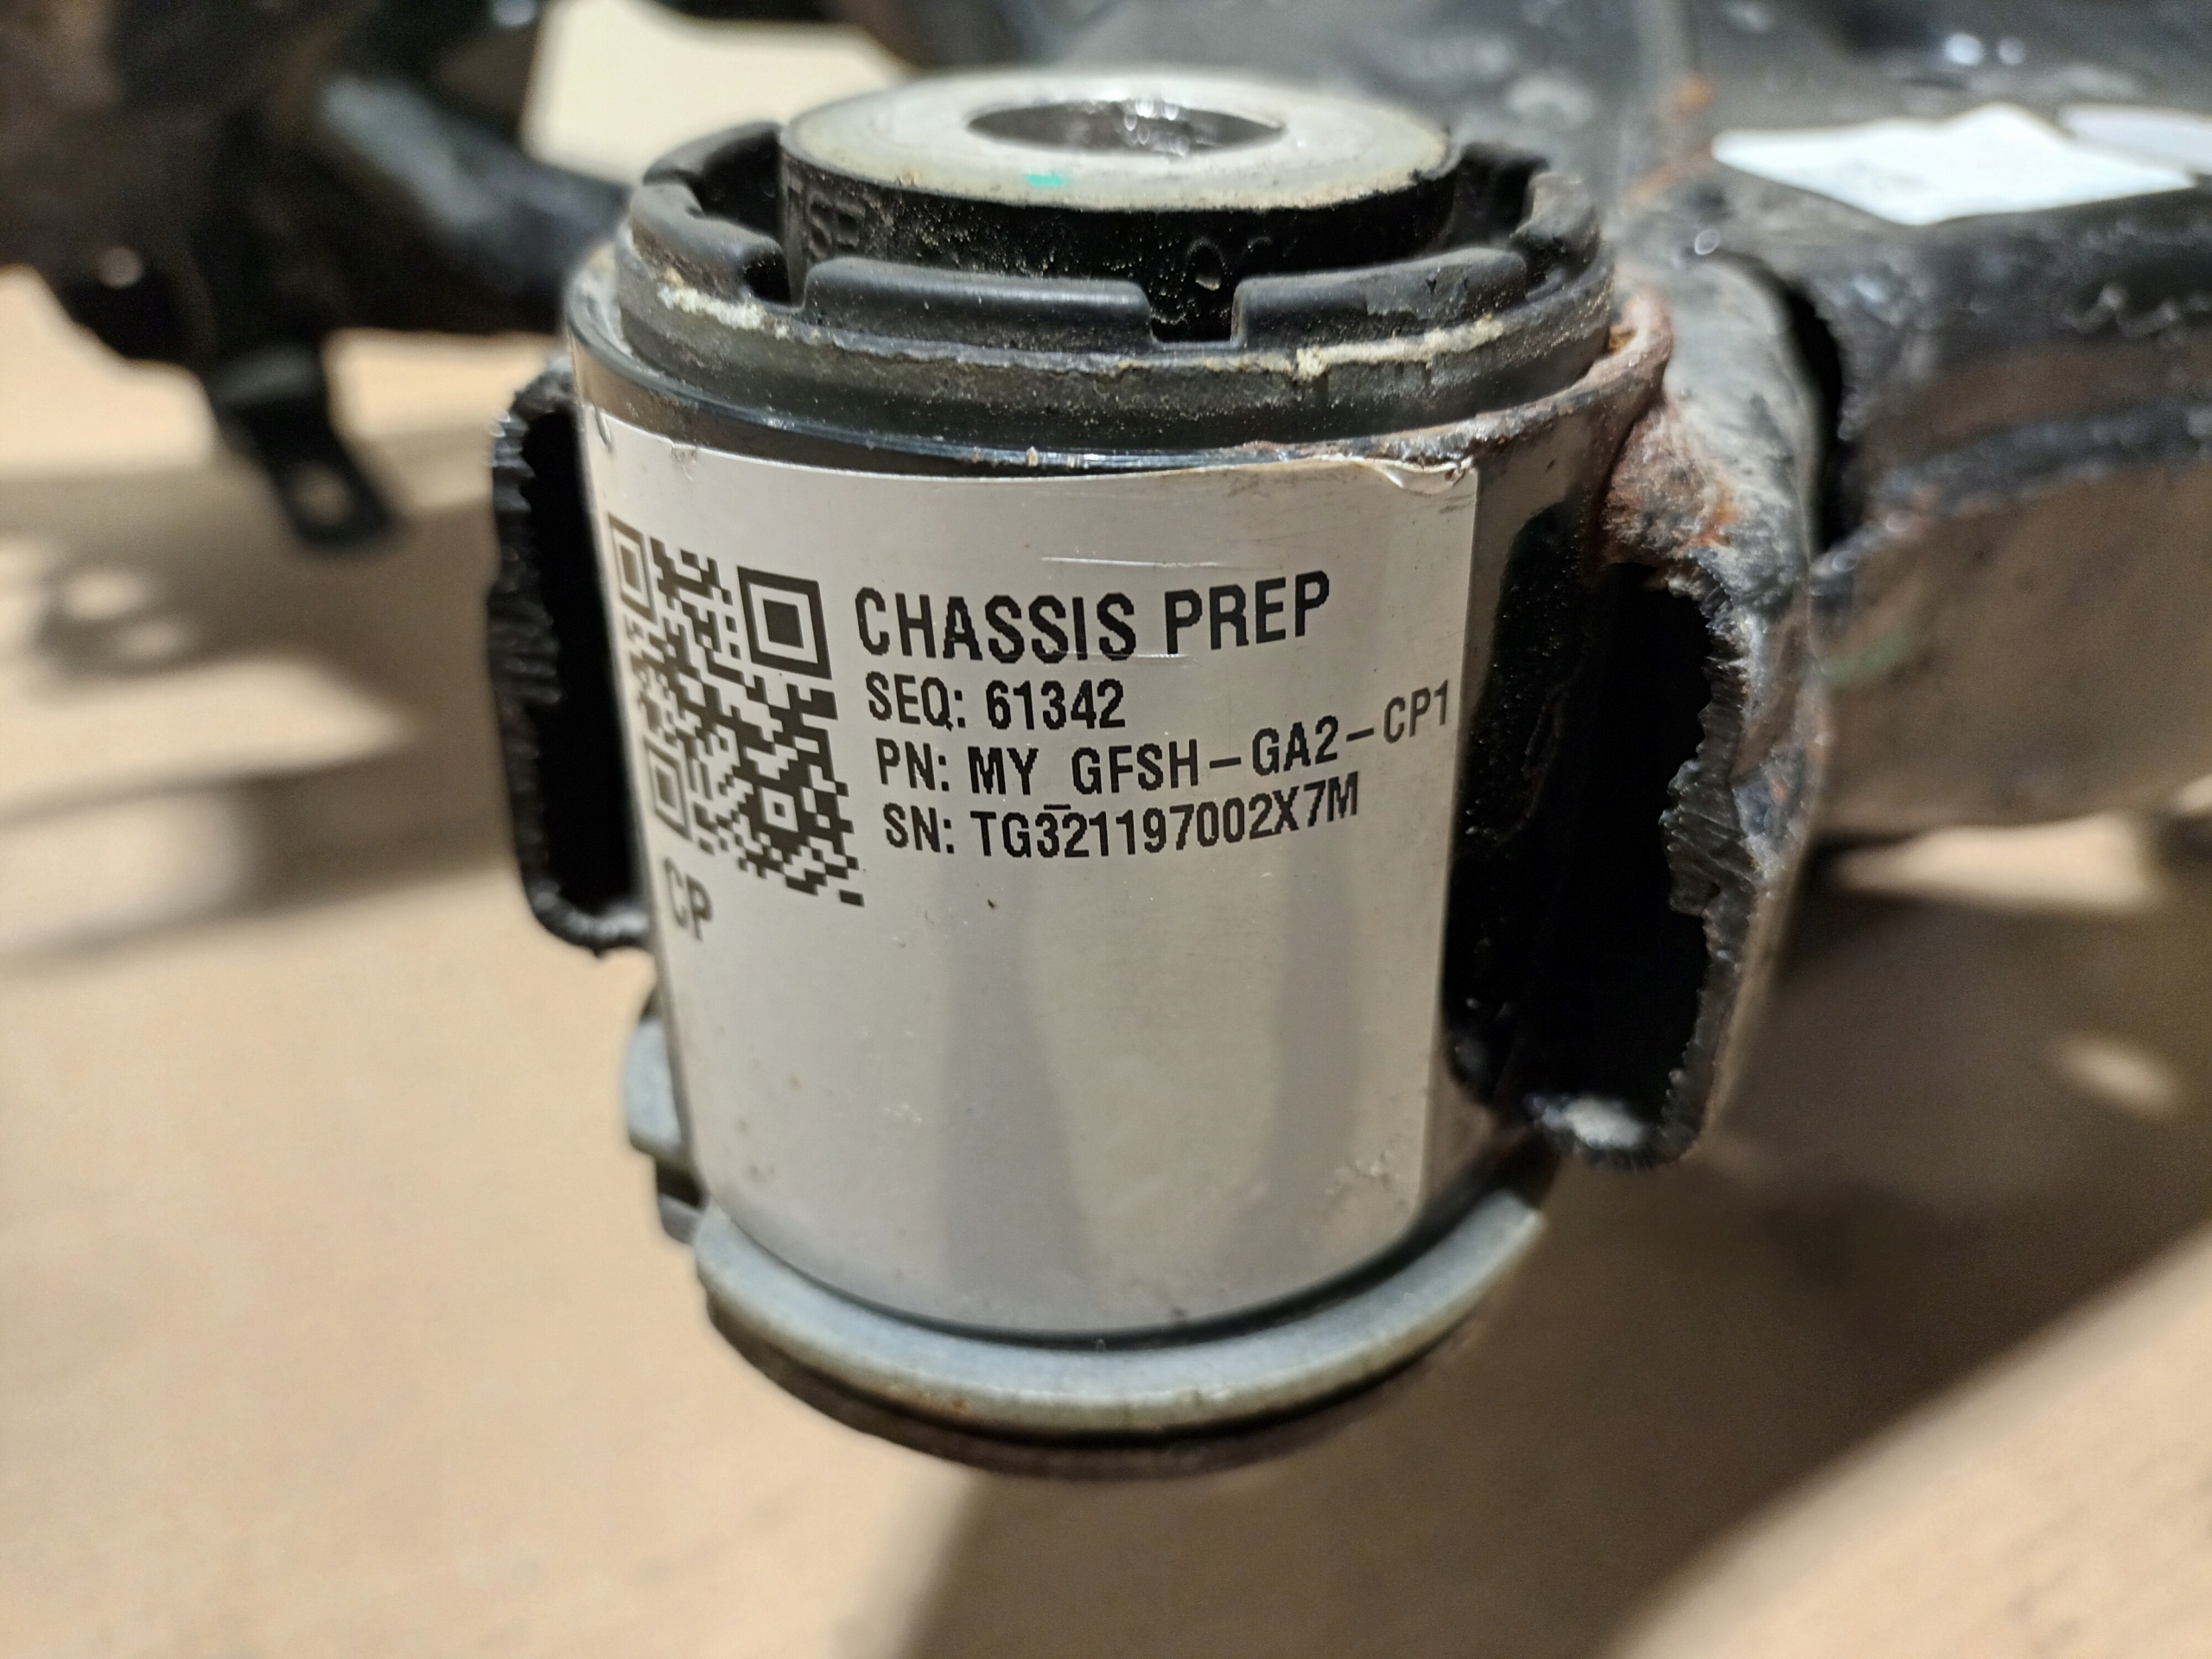 CHASSIS PREP
SEQ: 61342
PN: MY_GFSH-GA2-CP1
SN: TG321197002X7M
CP